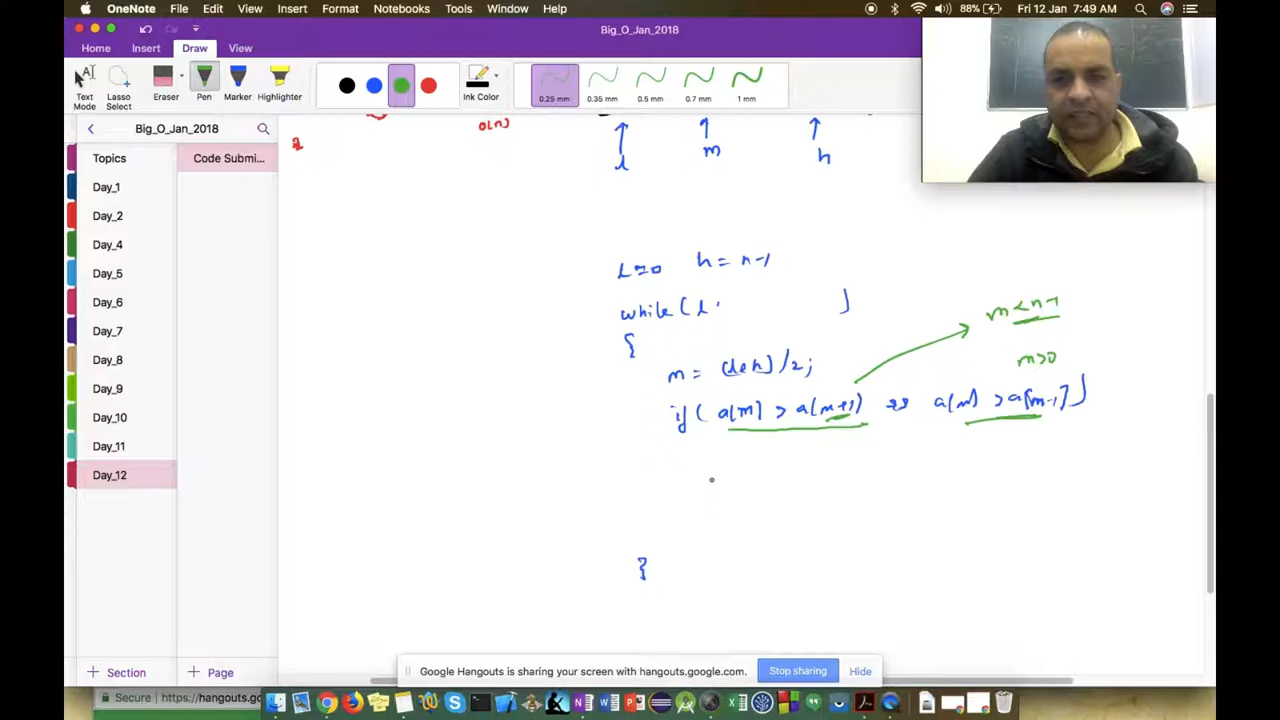 OneNote File Edit View Insert Format Notebooks Tools Window Help 88% Fri 12 Jan 7:49 AM
Big_O_Jan_2018
Home Insert Draw View
Text Mode Lasso Select Eraser Pen Marker Highlighter Ink Color 0.25 mm 0.35 mm 0.5 mm 0.7 mm 1 mm
Big_O_Jan_2018
Topics Code Submi...
Day_1
Day_2
Day_4
Day_5
Day_6
Day_7
Day_8
Day_9
Day_10
Day_11
Day_12
O(n)
l m h
l=0 h = n-1
while(l )
{
m < n-1
m = (l+h)/2;
m>0
if( a[m] > a[m+1] && a[m] > a[m-1] )
}
+ Section + Page
Google Hangouts is sharing your screen with hangouts.google.com. Stop sharing Hide
Secure https://hangouts.go